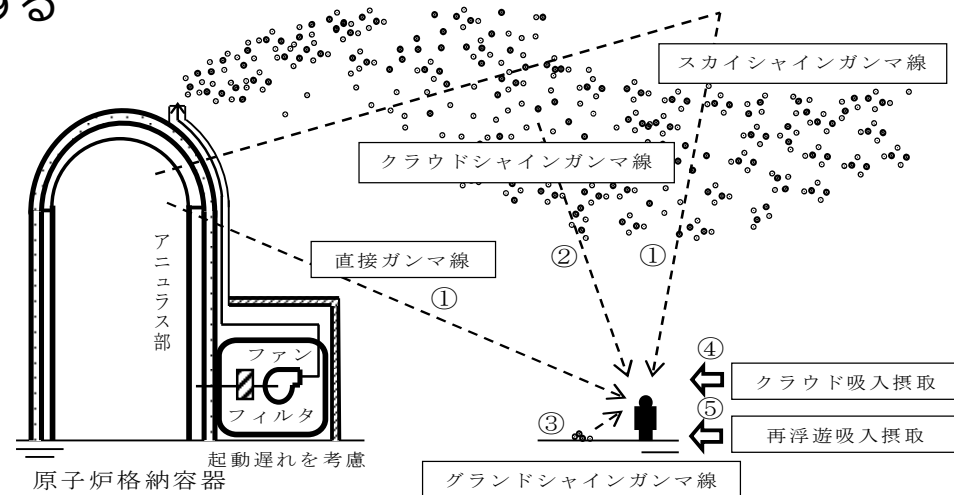 する
スカイシャインガンマ線
クラウドシャインガンマ線
アニュラス部
直接ガンマ線
②
①
①
ファン
フィルタ
④
クラウド吸入摂取
⑤
③
再浮遊吸入摂取
起動遅れを考慮
原子炉格納容器
グランドシャインガンマ線